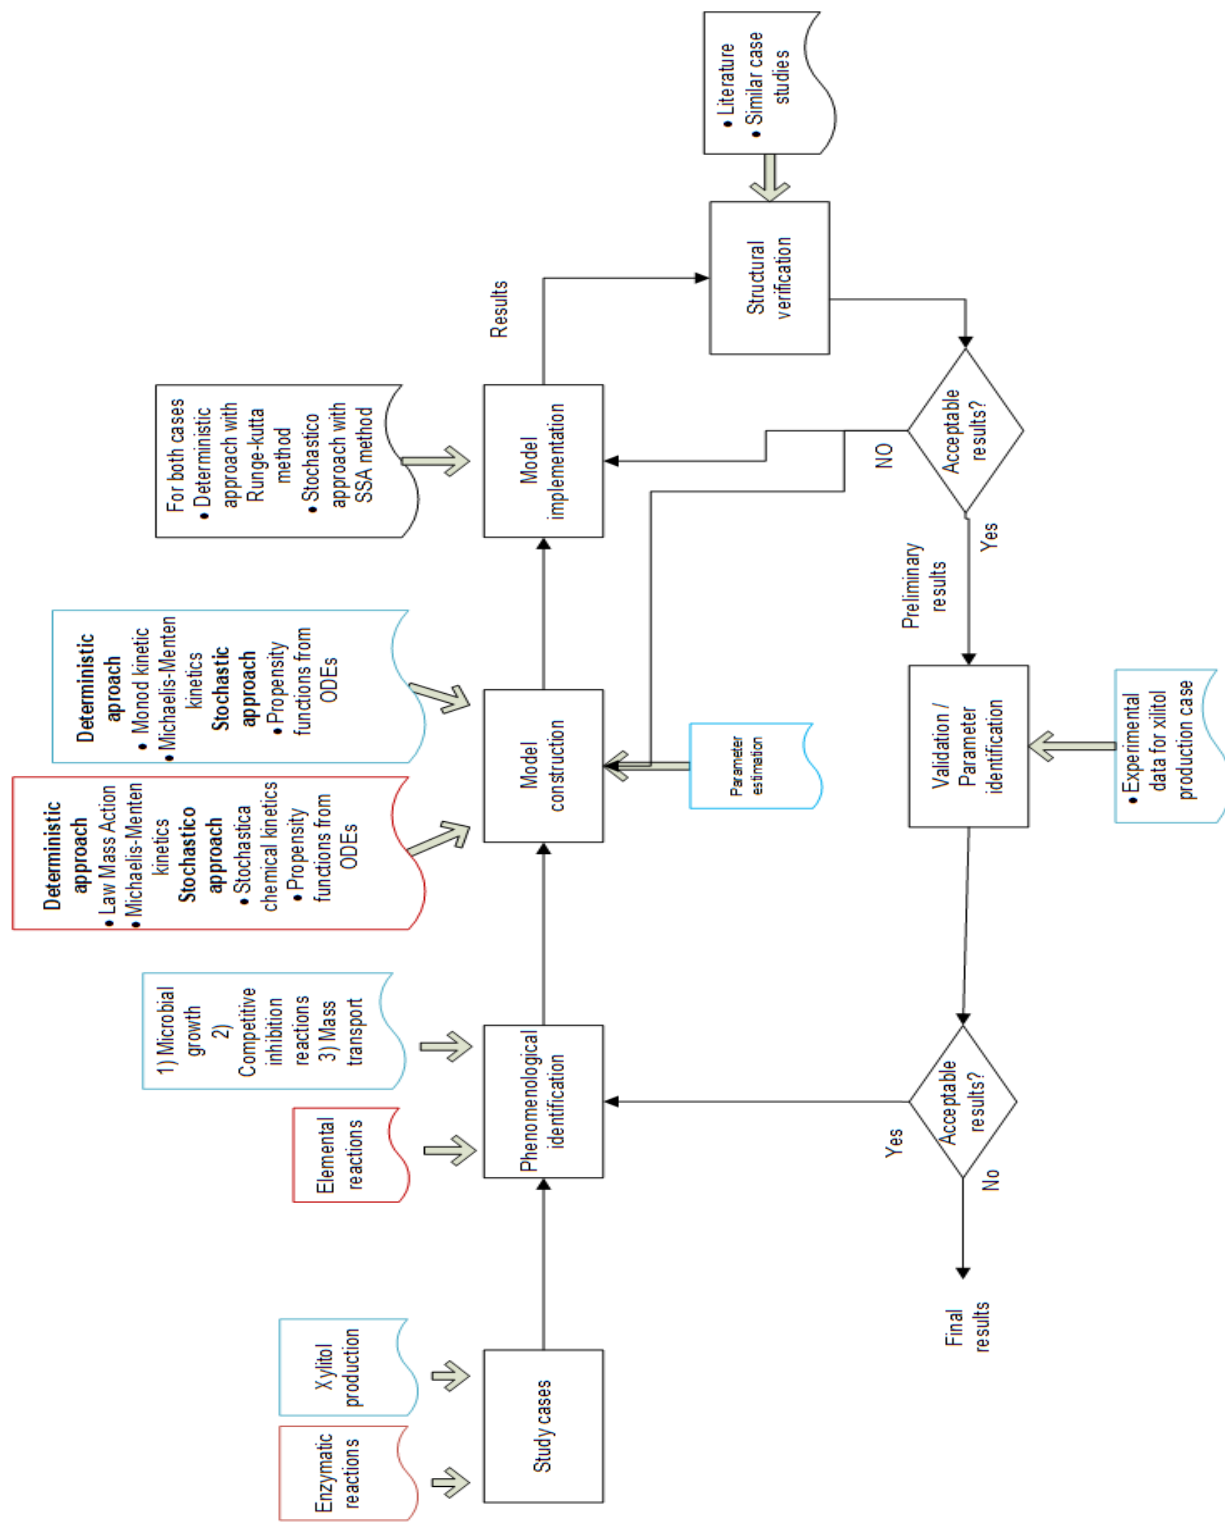 Enzymatic
reactions
Xylitol
production
Study cases
Elemental
reactions
1) Microbial
growth
2)
Competitive
inhibition
reactions
3) Mass
transport
Phenomenological
identification
Deterministic
approach
• Law Mass Action
• Michaelis-Menten
kinetics
Stochastico
approach
• Stochastica
chemical kinetics
• Propensity
functions from
ODEs
Deterministic
aproach
• Monod kinetic
• Michaelis-Menten
kinetics
Stochastic
approach
• Propensity
functions from
ODEs
Model
construction
Parameter
estimation
For both cases
• Deterministic
approach with
Runge-kutta
method
• Stochastico
approach with
SSA method
Model
implementation
Results
• Literature
• Similar case
studies
Structural
verification
Acceptable
results?
NO
Yes
Preliminary
results
Validation /
Parameter
identification
• Experimental
data for xilitol
production case
Acceptable
results?
Yes
No
Final
results